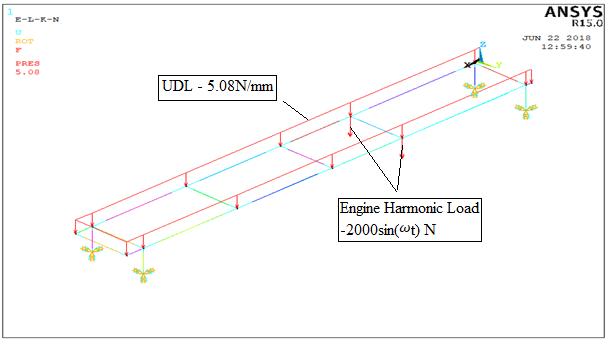 1
E-L-K-N
U
ROT
F
PRES
5.08
ANSYS
R15.0
JUN 22 2018
12:59:40
Z
X
Y
UDL - 5.08N/mm
Engine Harmonic Load
-2000sin(ωt) N